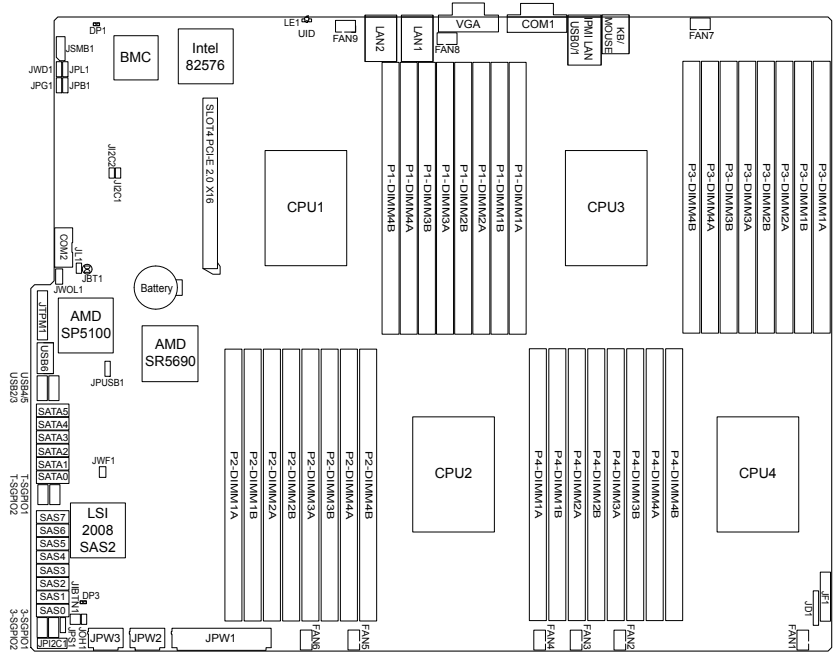 DP1
LE1
UID
FAN9
LAN2
LAN1
VGA
FAN8
COM1
IPMI LAN
USB0/1
KB/
MOUSE
FAN7
JSMB1
BMC
Intel
82576
JWD1
JPL1
JPG1
JPB1
JI2C2
JI2C1
SLOT4 PCI-E 2.0 X16
CPU1
P1-DIMM4B
P1-DIMM4A
P1-DIMM3B
P1-DIMM3A
P1-DIMM2B
P1-DIMM2A
P1-DIMM1B
P1-DIMM1A
CPU3
P3-DIMM4B
P3-DIMM4A
P3-DIMM3B
P3-DIMM3A
P3-DIMM2B
P3-DIMM2A
P3-DIMM1B
P3-DIMM1A
COM2
JL1
JBT1
JWOL1
Battery
JTPM1
AMD
SP5100
AMD
SR5690
USB6
JPUSB1
USB4/5
USB2/3
SATA5
SATA4
SATA3
SATA2
SATA1
SATA0
JWF1
T-SGPIO1
T-SGPIO2
LSI
2008
SAS2
SAS7
SAS6
SAS5
SAS4
SAS3
SAS2
SAS1
SAS0
JIBTN1
DP3
3-SGPIO1
3-SGPIO2
JPI2C1
JPS1
JOH1
JPW3
JPW2
JPW1
P2-DIMM1A
P2-DIMM1B
P2-DIMM2A
P2-DIMM2B
P2-DIMM3A
P2-DIMM3B
P2-DIMM4A
P2-DIMM4B
CPU2
P4-DIMM1A
P4-DIMM1B
P4-DIMM2A
P4-DIMM2B
P4-DIMM3A
P4-DIMM3B
P4-DIMM4A
P4-DIMM4B
CPU4
FAN6
FAN5
FAN4
FAN3
FAN2
FAN1
JD1
JF1